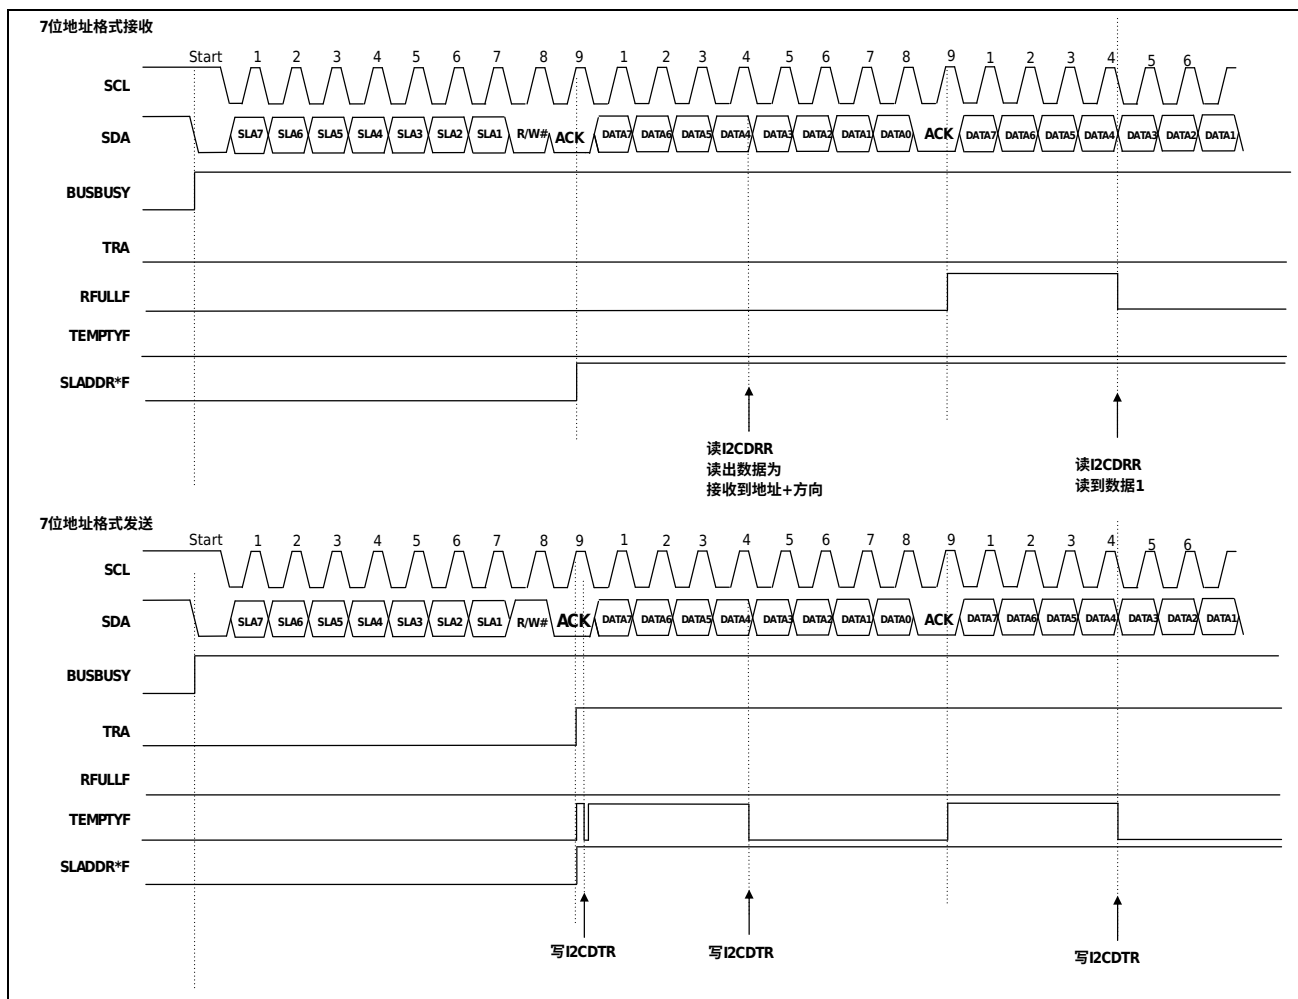 7位地址格式接收
Start 1 2 3 4 5 6 7 8 9 1 2 3 4 5 6 7 8 9 1 2 3 4 5 6
SCL
SDA SLA7 SLA6 SLA5 SLA4 SLA3 SLA2 SLA1 R/W# ACK DATA7 DATA6 DATA5 DATA4 DATA3 DATA2 DATA1 DATA0 ACK DATA7 DATA6 DATA5 DATA4 DATA3 DATA2 DATA1
BUSBUSY
TRA
RFULLF
TEMPTYF
SLADDR*F
读I2CDRR
读出数据为
接收到地址+方向
读I2CDRR
读到数据1
7位地址格式发送
Start 1 2 3 4 5 6 7 8 9 1 2 3 4 5 6 7 8 9 1 2 3 4 5 6
SCL
SDA SLA7 SLA6 SLA5 SLA4 SLA3 SLA2 SLA1 R/W# ACK DATA7 DATA6 DATA5 DATA4 DATA3 DATA2 DATA1 DATA0 ACK DATA7 DATA6 DATA5 DATA4 DATA3 DATA2 DATA1
BUSBUSY
TRA
RFULLF
TEMPTYF
SLADDR*F
写I2CDTR 写I2CDTR 写I2CDTR